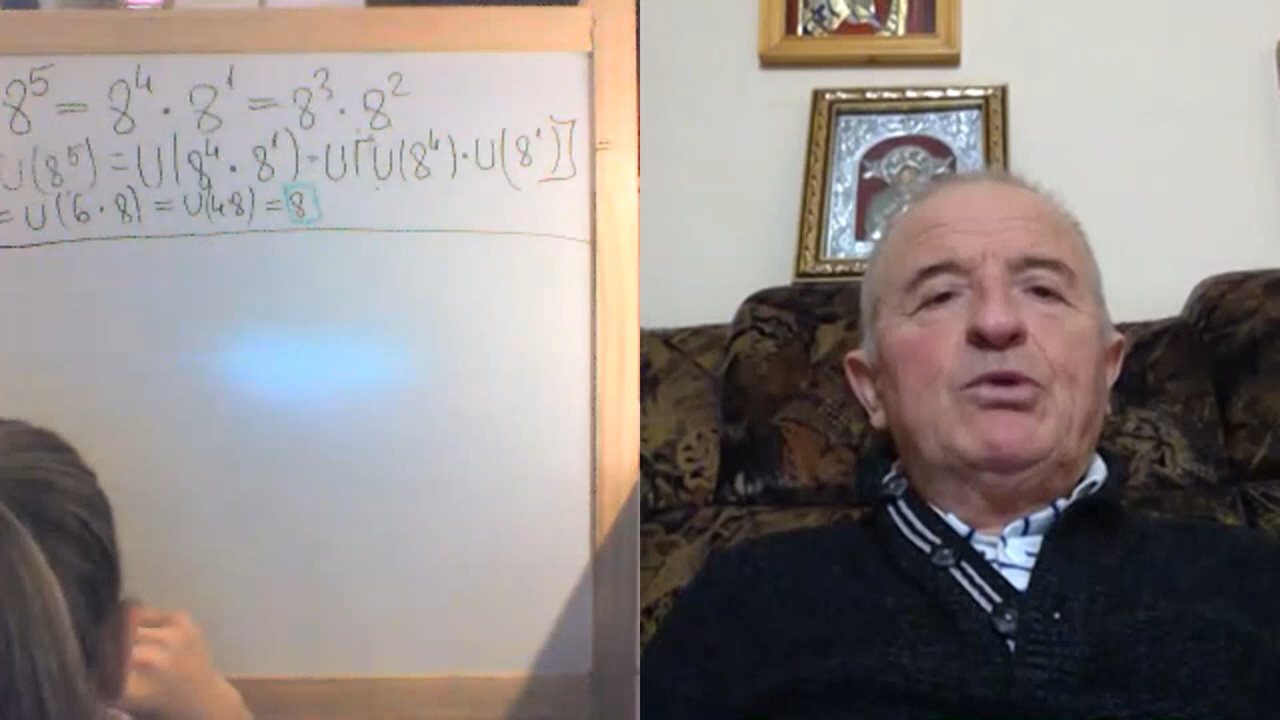 8⁵ = 8⁴ · 8¹ = 8³ · 8²
U(8⁵) = U(8⁴ · 8¹) = U[U(8⁴) · U(8¹)] =
= U(6 · 8) = U(48) = 8